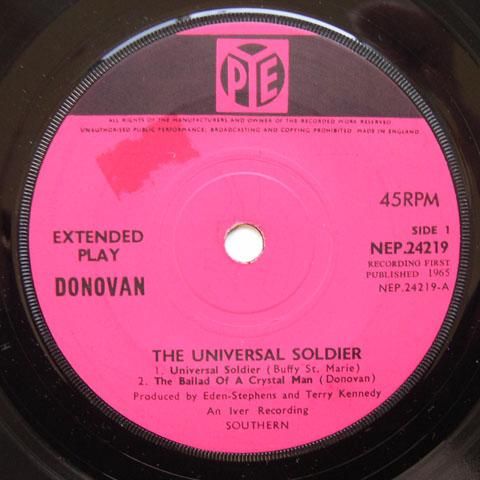 PYE
ALL RIGHTS OF THE MANUFACTURERS AND OWNER OF THE RECORDED WORK RESERVED
UNAUTHORISED PUBLIC PERFORMANCE, BROADCASTING AND COPYING PROHIBITED. MADE IN ENGLAND
45RPM
EXTENDED
PLAY
DONOVAN
SIDE 1
NEP.24219
RECORDING FIRST
PUBLISHED 1965
NEP.24219-A
THE UNIVERSAL SOLDIER
1. Universal Soldier (Buffy St. Marie)
2. The Ballad Of A Crystal Man (Donovan)
Produced by Eden-Stephens and Terry Kennedy
An Iver Recording
SOUTHERN